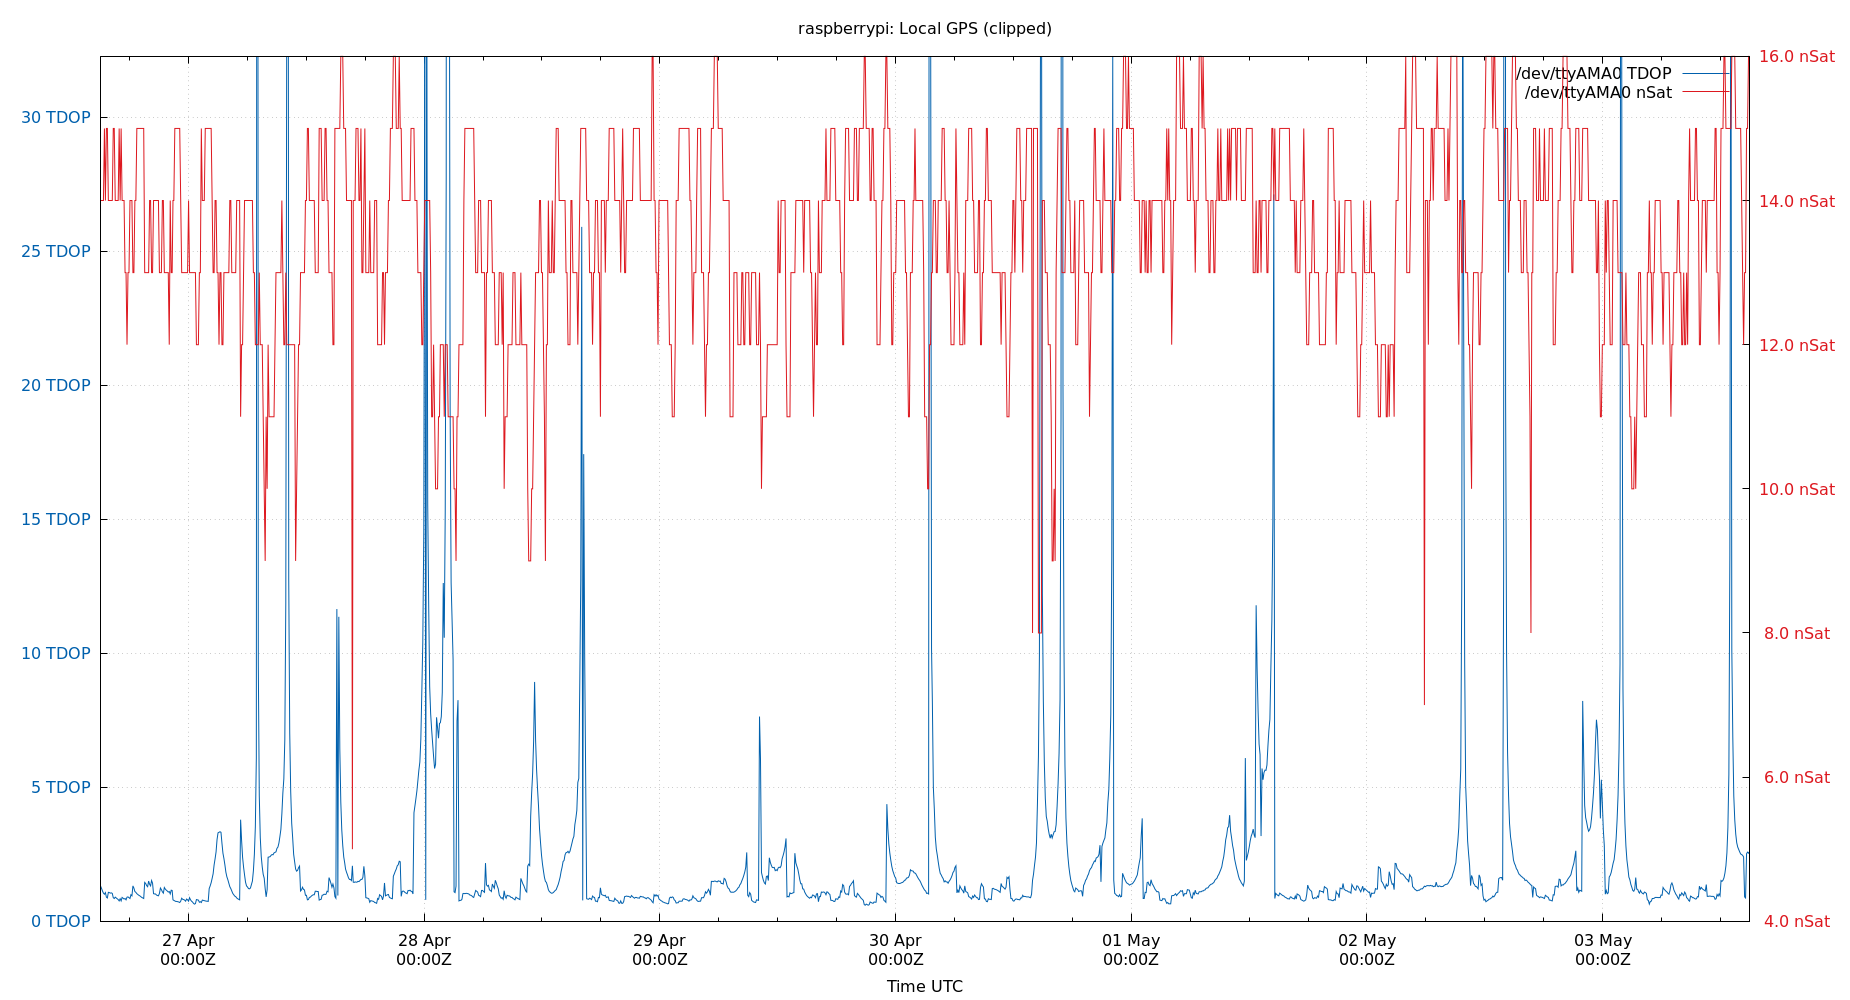 raspberrypi: Local GPS (clipped)
16.0 nSat
/dev/ttyAMA0 TDOP
/dev/ttyAMA0 nSat
30 TDOP
14.0 nSat
25 TDOP
12.0 nSat
20 TDOP
10.0 nSat
15 TDOP
8.0 nSat
10 TDOP
6.0 nSat
5 TDOP
4.0 nSat
0 TDOP
27 Apr 28 Apr 29 Apr 30 Apr 01 May 02 May 03 May
00:00Z 00:00Z 00:00Z 00:00Z 00:00Z 00:00Z 00:00Z
Time UTC